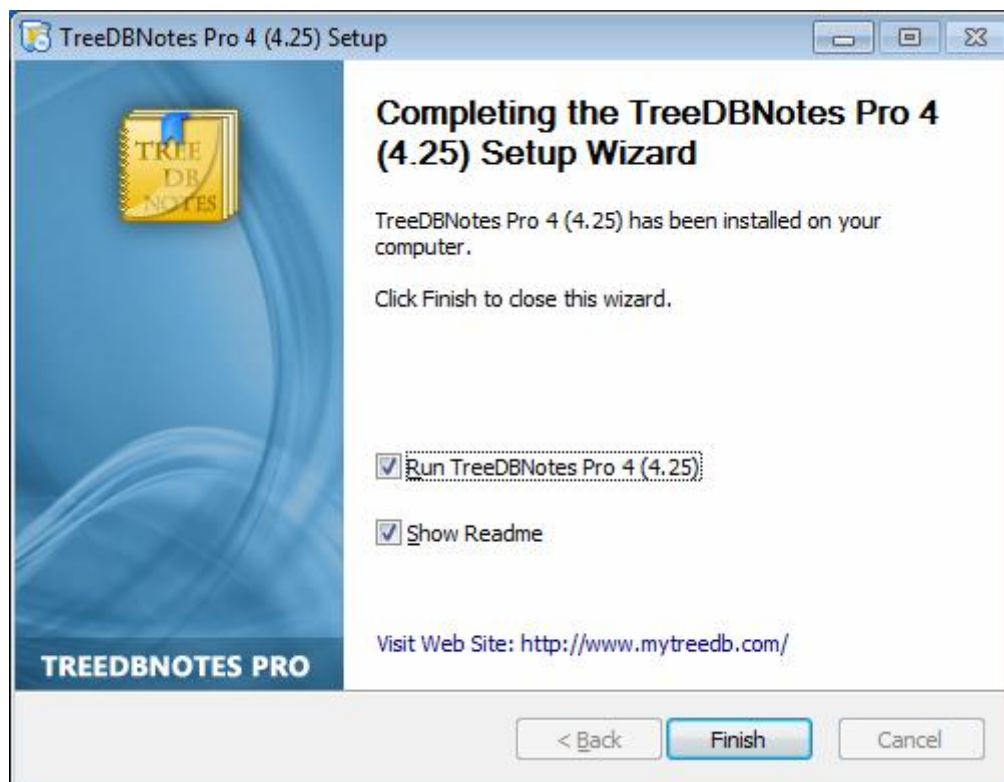 TreeDBNotes Pro 4 (4.25) Setup
TREE
DB
NOTES
Completing the TreeDBNotes Pro 4
(4.25) Setup Wizard
TreeDBNotes Pro 4 (4.25) has been installed on your
computer.
Click Finish to close this wizard.
Run TreeDBNotes Pro 4 (4.25)
Show Readme
Visit Web Site: http://www.mytreedb.com/
TREEDBNOTES PRO
< Back
Finish
Cancel